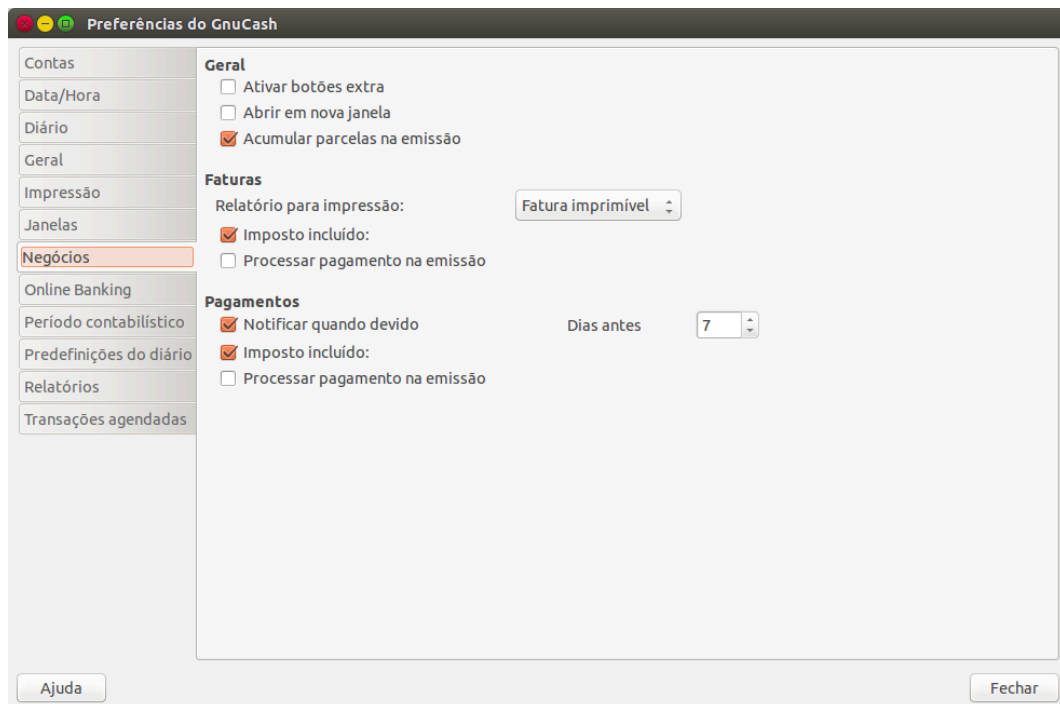 Preferências do GnuCash
Contas
Data/Hora
Diário
Geral
Impressão
Janelas
Negócios
Online Banking
Período contabilístico
Predefinições do diário
Relatórios
Transações agendadas
Geral
Ativar botões extra
Abrir em nova janela
Acumular parcelas na emissão
Faturas
Relatório para impressão: Fatura imprimível
Imposto incluído:
Processar pagamento na emissão
Pagamentos
Notificar quando devido Dias antes 7
Imposto incluído:
Processar pagamento na emissão
Ajuda Fechar